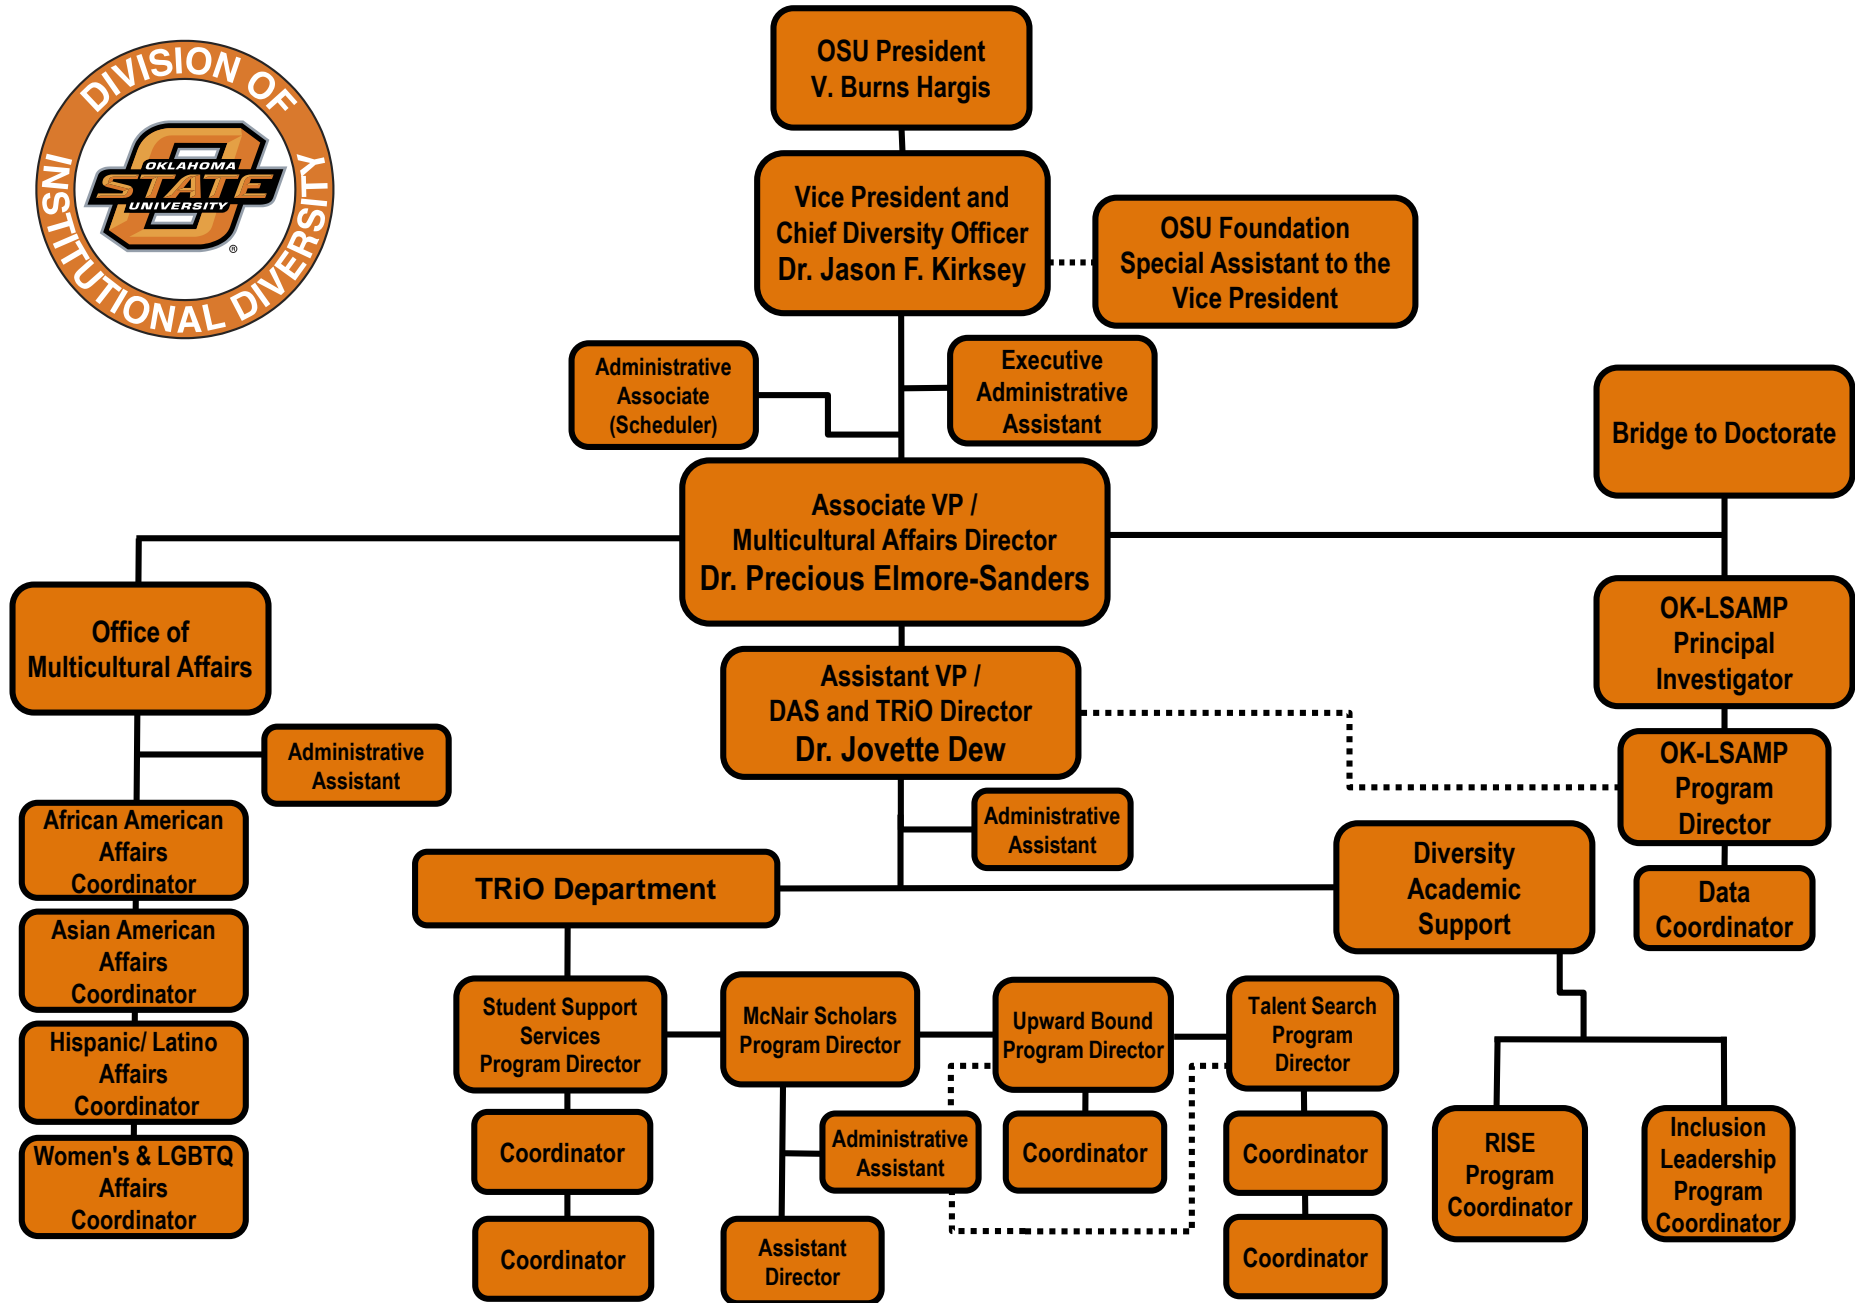 DIVISION OF
INSTITUTIONAL DIVERSITY
OKLAHOMA
STATE
UNIVERSITY
®
OSU President
V. Burns Hargis
Vice President and
Chief Diversity Officer
Dr. Jason F. Kirksey
OSU Foundation
Special Assistant to the
Vice President
Administrative
Associate
(Scheduler)
Executive
Administrative
Assistant
Bridge to Doctorate
Associate VP /
Multicultural Affairs Director
Dr. Precious Elmore-Sanders
Office of
Multicultural Affairs
OK-LSAMP
Principal
Investigator
Assistant VP /
DAS and TRiO Director
Dr. Jovette Dew
Administrative
Assistant
OK-LSAMP
Program
Director
African American
Affairs
Coordinator
Administrative
Assistant
Diversity
Academic
Support
TRiO Department
Data
Coordinator
Asian American
Affairs
Coordinator
Student Support
Services
Program Director
McNair Scholars
Program Director
Upward Bound
Program Director
Talent Search
Program
Director
Hispanic/ Latino
Affairs
Coordinator
Coordinator
Administrative
Assistant
Coordinator
Coordinator
RISE
Program
Coordinator
Inclusion
Leadership
Program
Coordinator
Women's & LGBTQ
Affairs
Coordinator
Coordinator
Assistant
Director
Coordinator